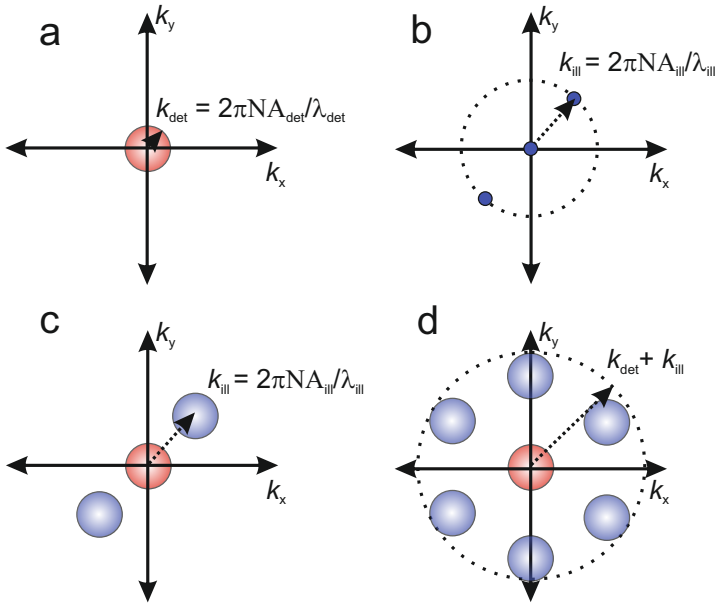 a
k_y
k_det = 2πNA_det/λ_det
k_x
b
k_y
k_ill = 2πNA_ill/λ_ill
k_x
c
k_y
k_ill = 2πNA_ill/λ_ill
k_x
d
k_y
k_det + k_ill
k_x